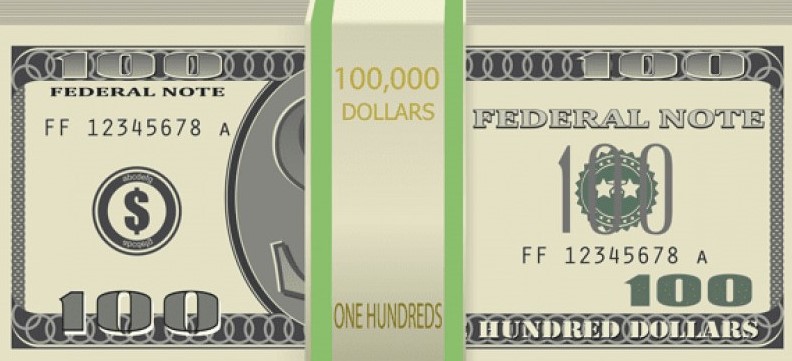 100
FEDERAL NOTE
FF 12345678 A
abcdefg
$
abcdefg
100
100,000
DOLLARS
ONE HUNDREDS
100
FEDERAL NOTE
100
FF 12345678 A
100
HUNDRED DOLLARS